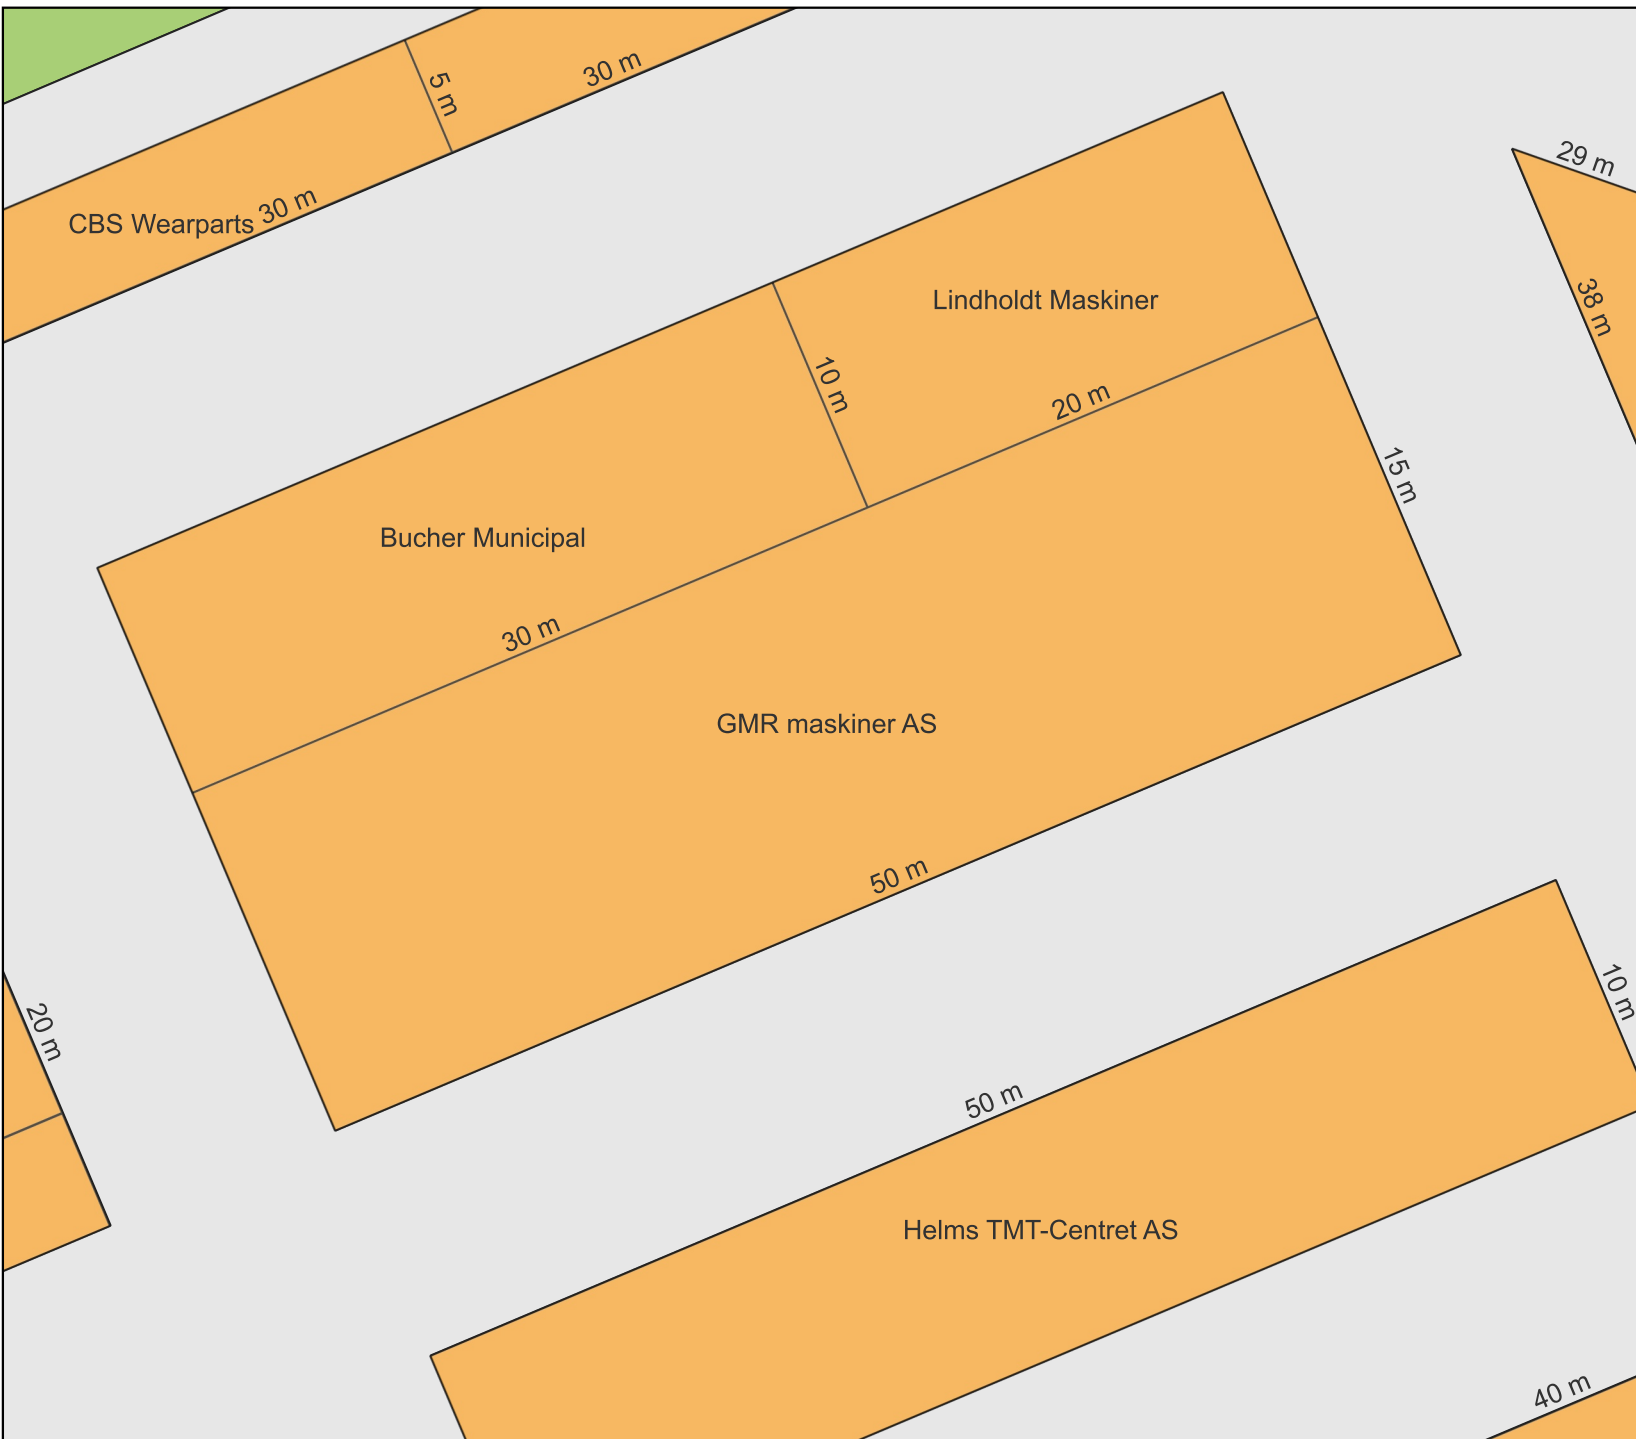 5 m
30 m
29 m
CBS Wearparts
30 m
Lindholdt Maskiner
38 m
10 m
20 m
15 m
Bucher Municipal
30 m
GMR maskiner AS
50 m
20 m
10 m
50 m
Helms TMT-Centret AS
40 m